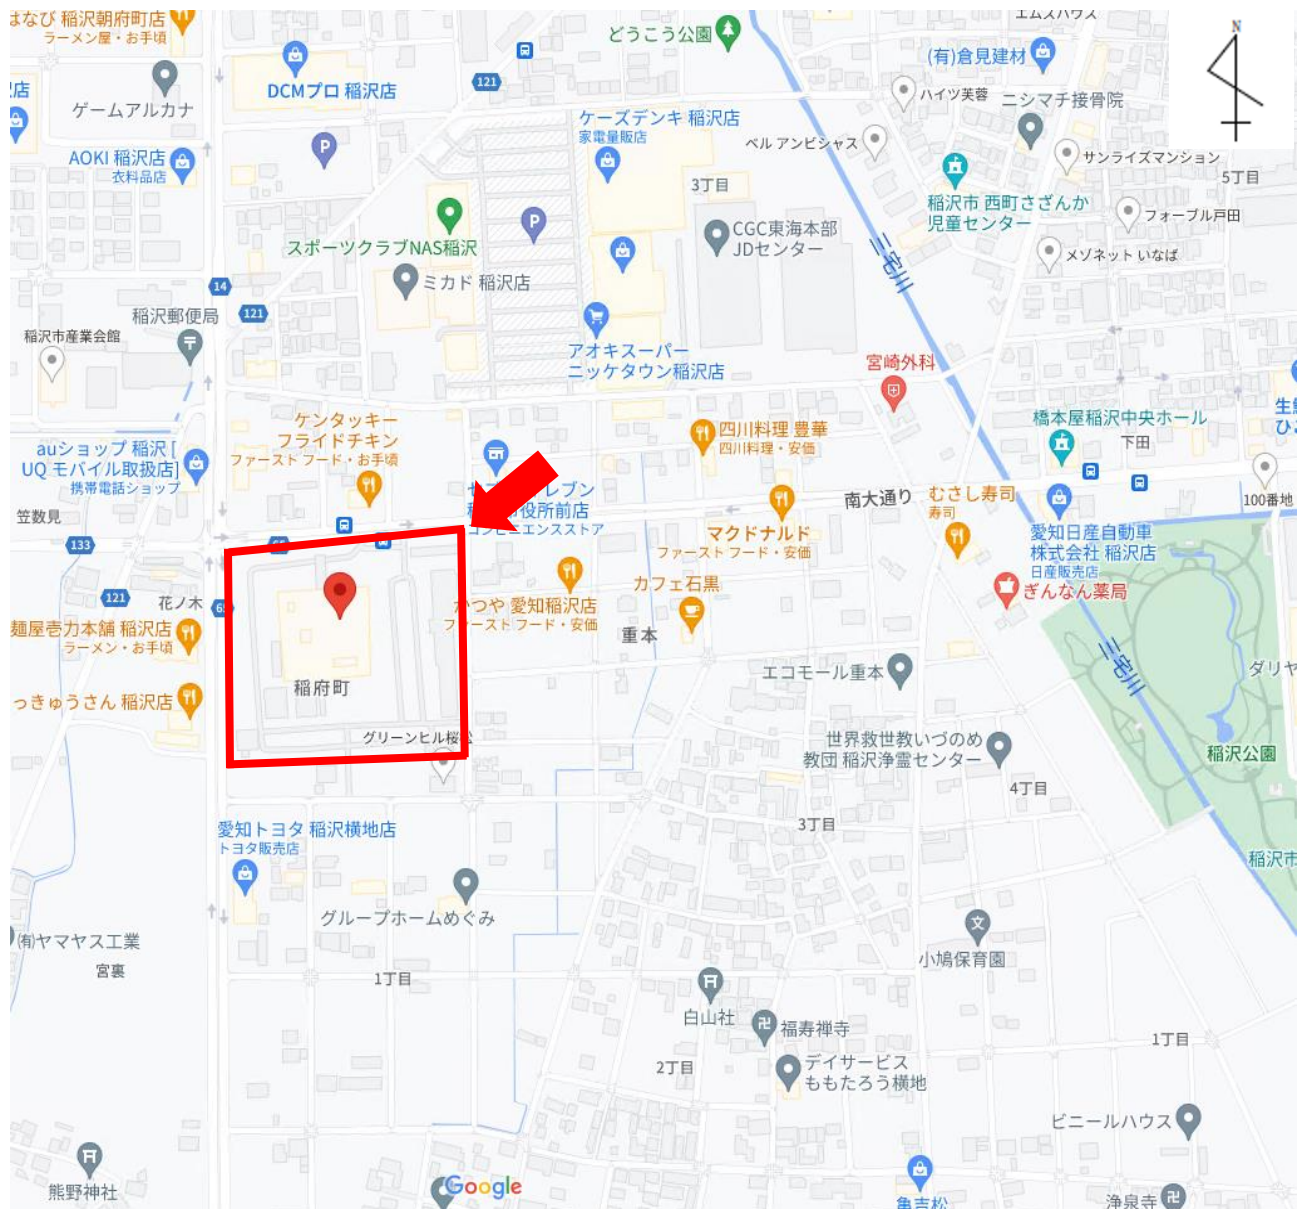 はなび 稲沢朝府町店
ラーメン屋・お手頃
どうこう公園
エムスハウス
N
DCMプロ 稲沢店
121
(有)倉見建材
店
ゲームアルカナ
ハイツ芙蓉
ニシマチ接骨院
ケーズデンキ 稲沢店
家電量販店
ベル アンビシャス
P
AOKI 稲沢店
衣料品店
サンライズマンション
5丁目
3丁目
稲沢市 西町さざんか
児童センター
フォーブル戸田
スポーツクラブNAS稲沢
P
CGC東海本部
JDセンター
メゾネット いなば
三宅川
ミカド 稲沢店
14
121
稲沢郵便局
稲沢市産業会館
アオキスーパー
ニッケタウン稲沢店
宮崎外科
ケンタッキー
フライドチキン
ファースト フード・お手頃
四川料理 豊華
四川料理・安価
橋本屋稲沢中央ホール
下田
生鮮
ひさ
auショップ 稲沢 [
UQ モバイル取扱店]
携帯電話ショップ
レブン
役所前店
コンビニエンスストア
南大通り
むさし寿司
寿司
100番地
笠数見
133
マクドナルド
ファースト フード・安価
愛知日産自動車
株式会社 稲沢店
日産販売店
かつや 愛知稲沢店
ファースト フード・安価
カフェ石黒
ぎんなん薬局
121
花ノ木
麺屋壱力本舗 稲沢店
ラーメン・お手頃
重本
三宅川
エコモール重本
ダリヤ
稲府町
っきゅうさん 稲沢店
グリーンヒル桜
世界救世教いづのめ
教団 稲沢浄霊センター
稲沢公園
4丁目
3丁目
愛知トヨタ 稲沢横地店
トヨタ販売店
稲沢市
グループホームめぐみ
(有)ヤマヤス工業
宮裏
1丁目
文
小鳩保育園
白山社
福寿禅寺
1丁目
2丁目
デイサービス
ももたろう横地
ビニールハウス
熊野神社
Google
亀吉松
浄泉寺